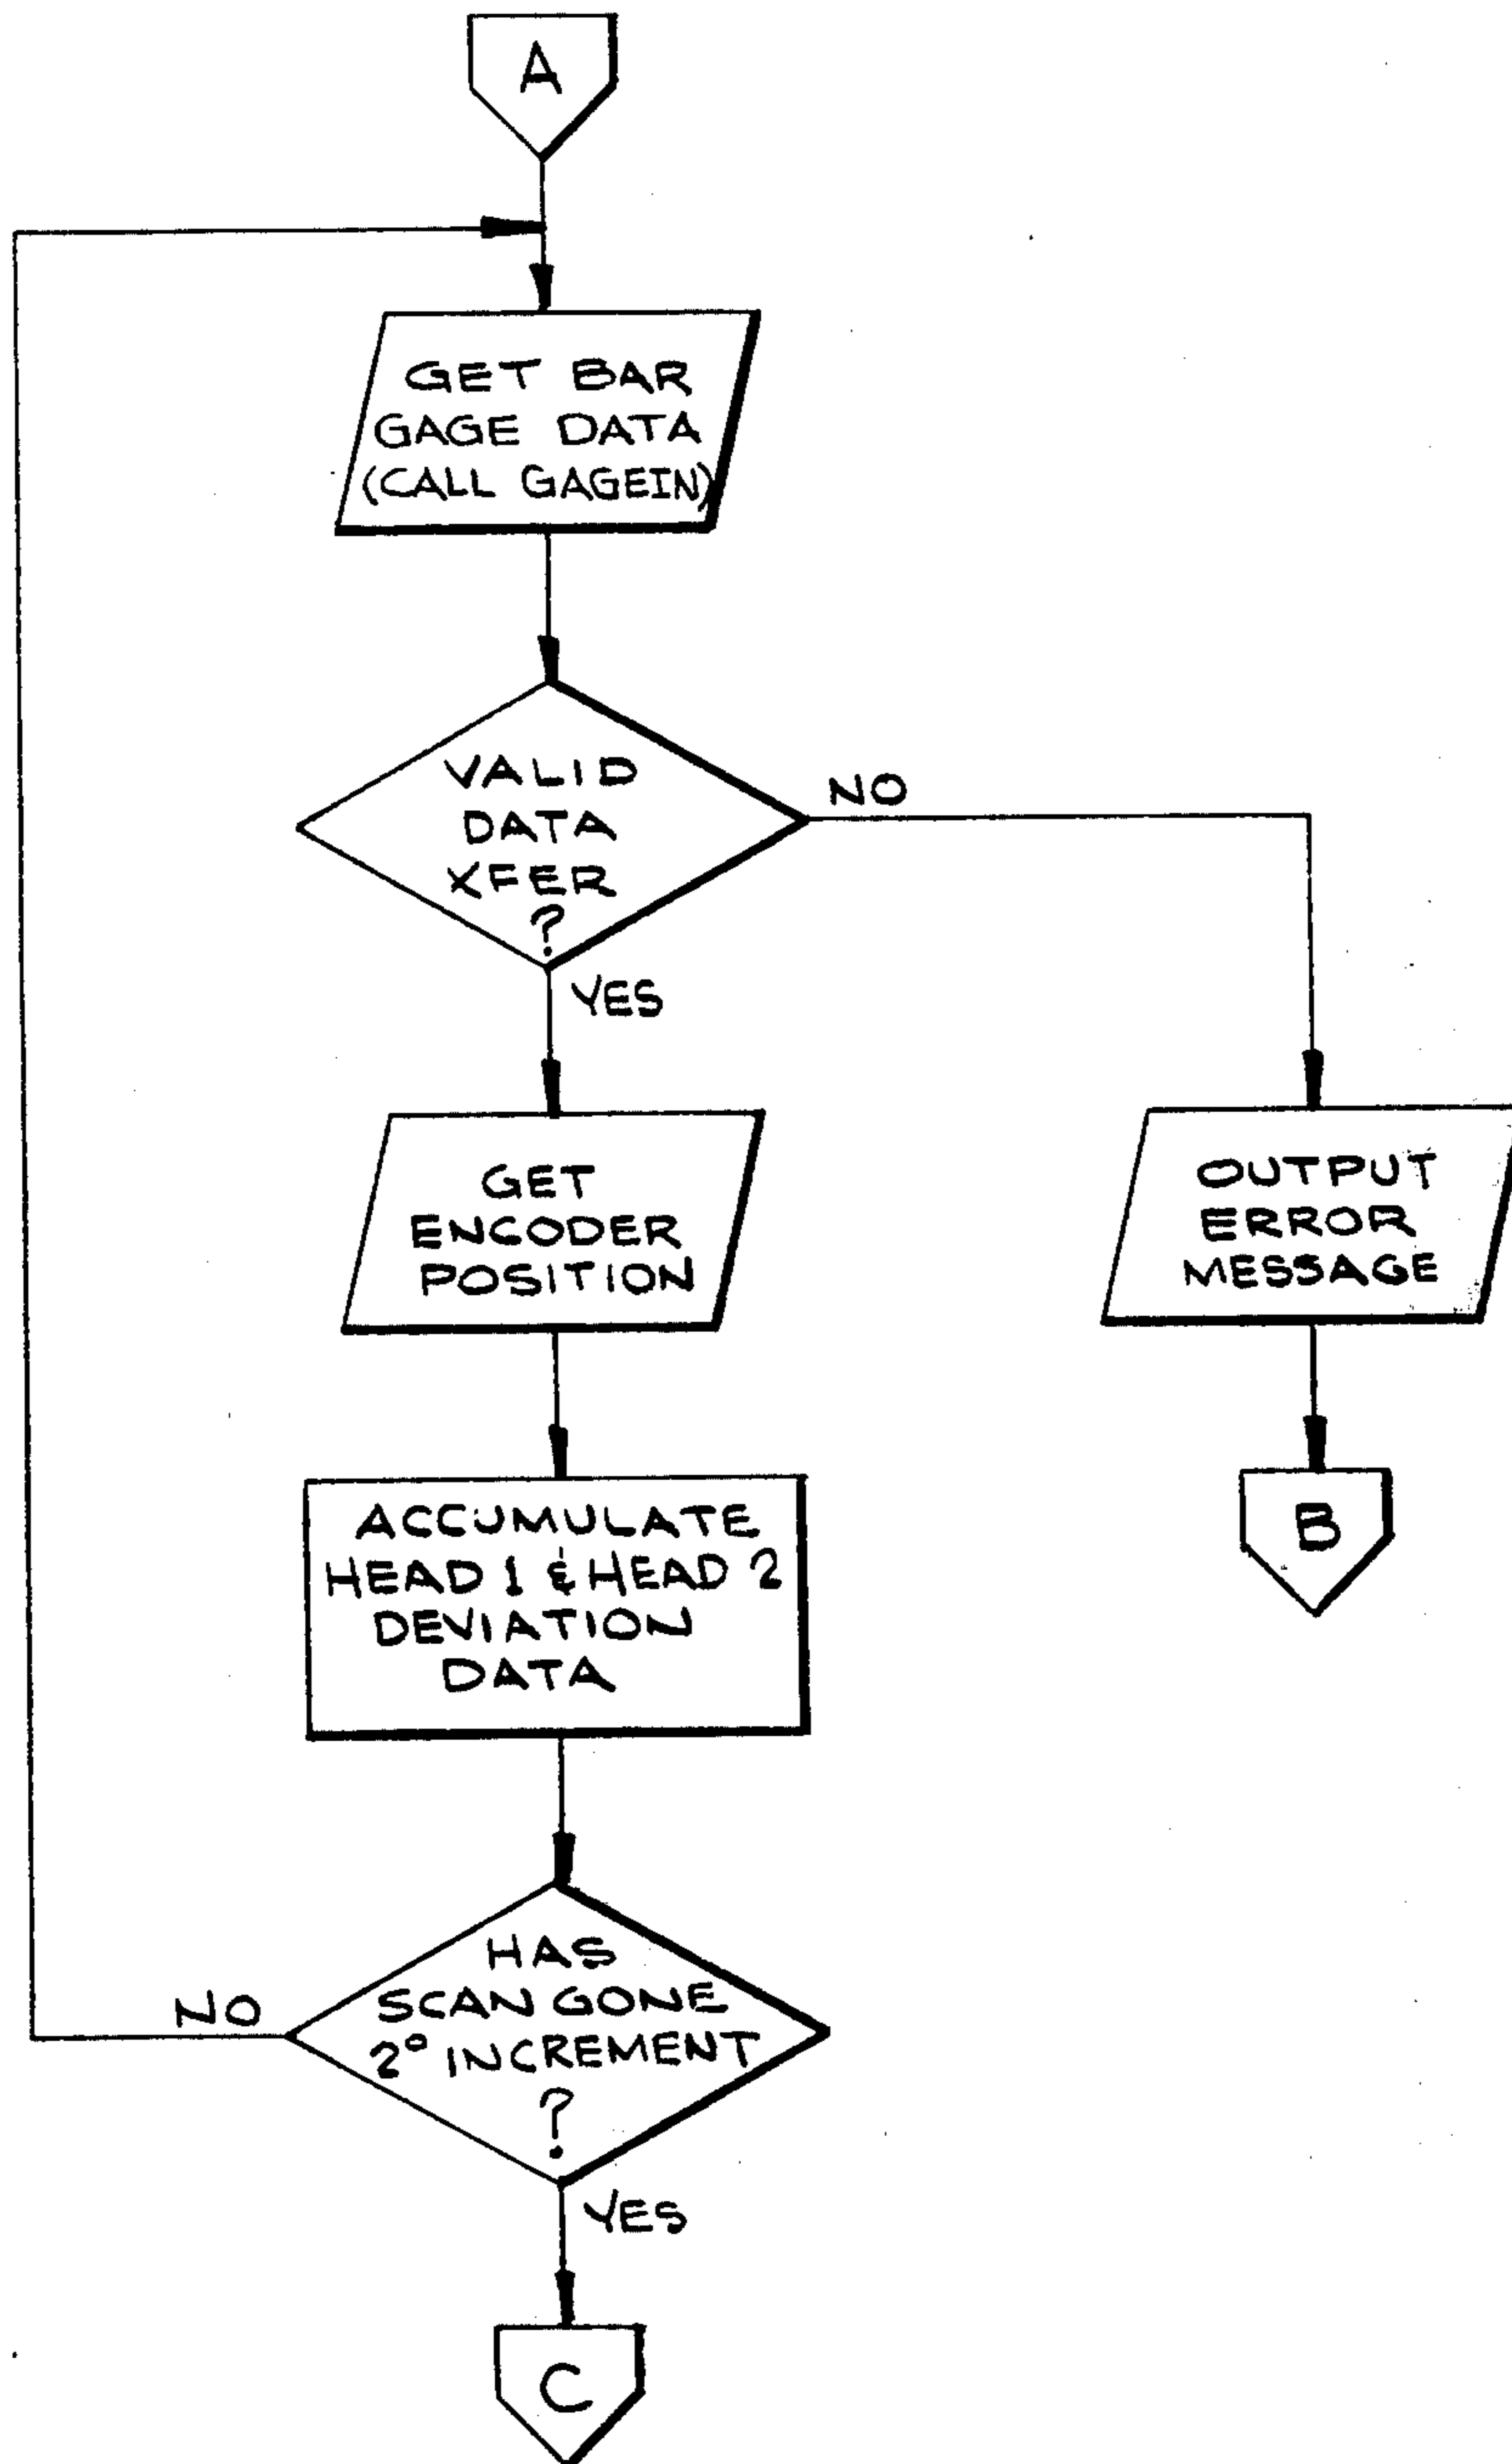 A
GET BAR
GAGE DATA
(CALL GAGEIN)
VALID
DATA
XFER
?
NO
YES
GET
ENCODER
POSITION
OUTPUT
ERROR
MESSAGE
ACCUMULATE
HEAD 1 & HEAD 2
DEVIATION
DATA
B
HAS
SCAN GONE
2° INCREMENT
?
NO
YES
C